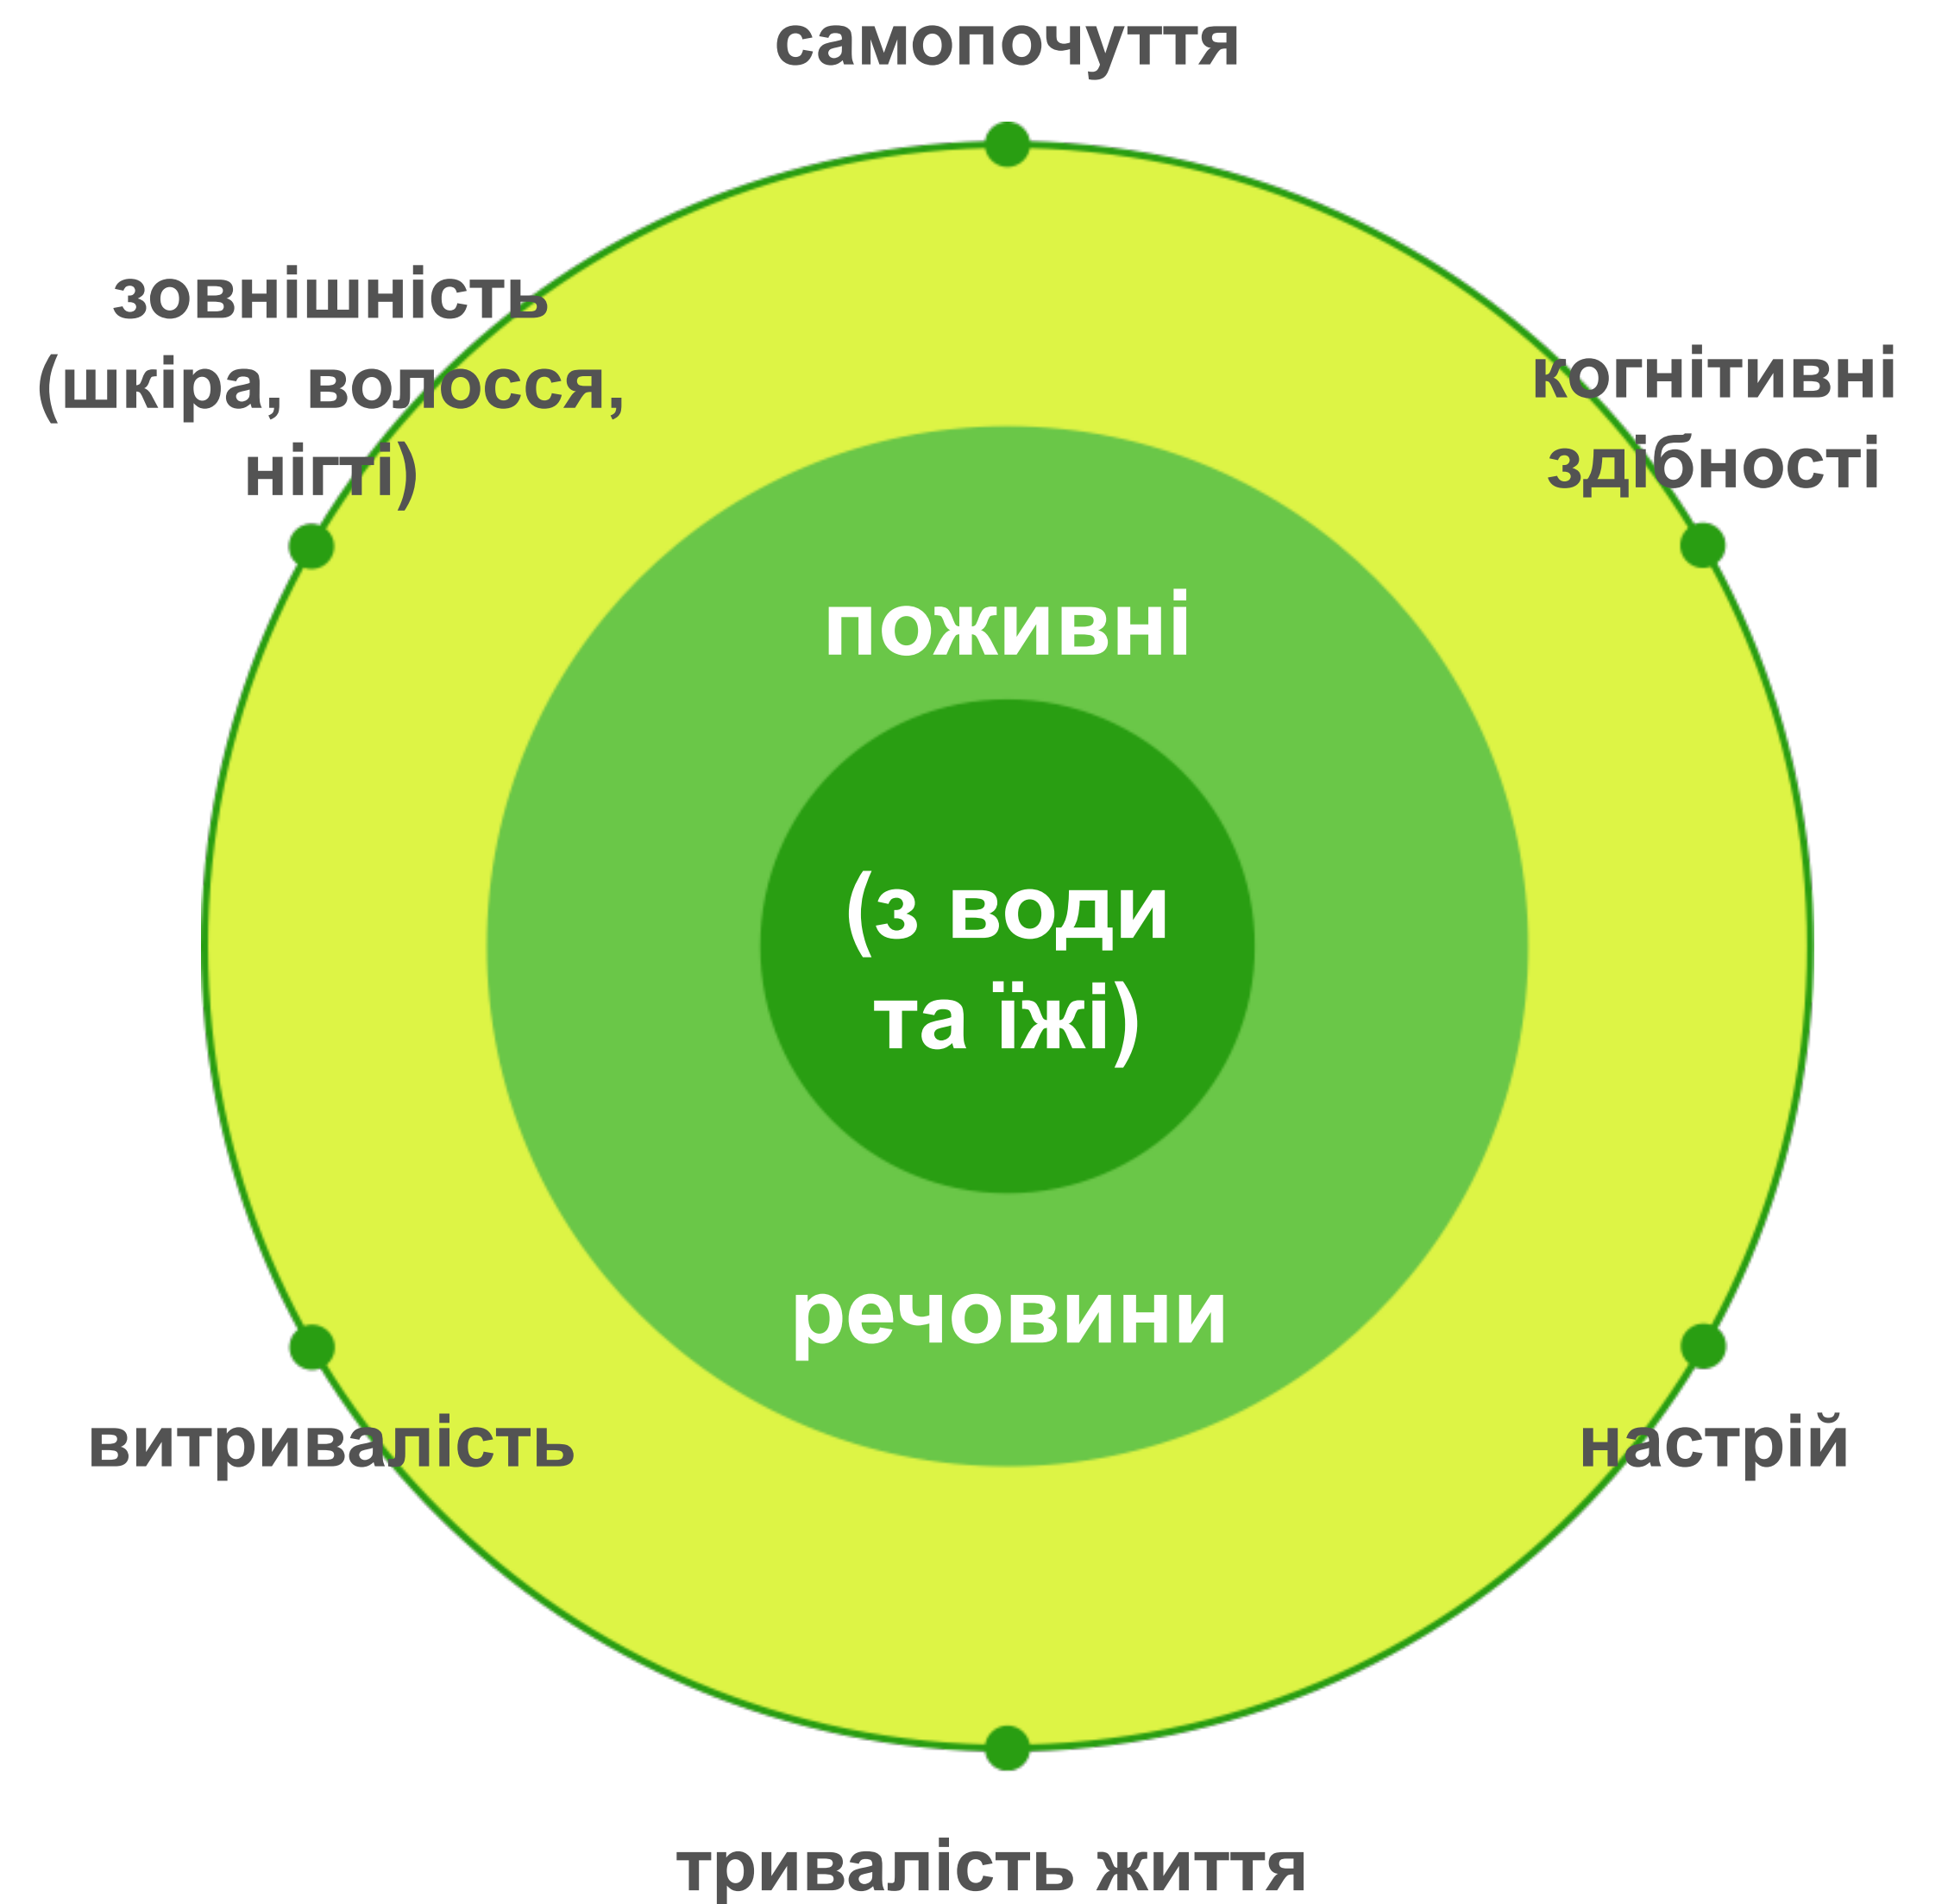 самопочуття
зовнішність
(шкіра, волосся,
нігті)
когнітивні
здібності
поживні
(з води
та їжі)
речовини
витривалість
настрій
тривалість життя